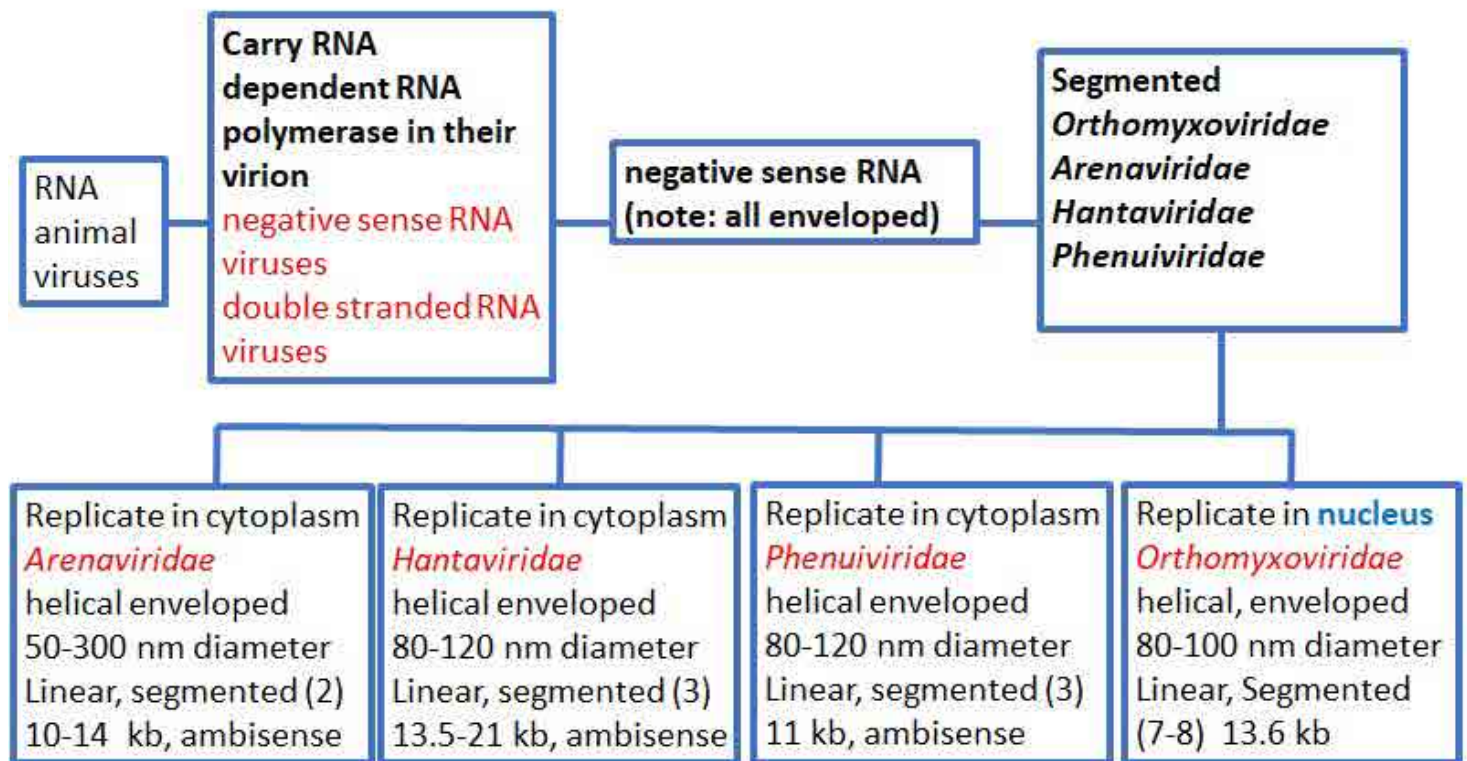 RNA
animal
viruses
Carry RNA
dependent RNA
polymerase in their
virion
negative sense RNA
viruses
double stranded RNA
viruses
negative sense RNA
(note: all enveloped)
Segmented
Orthomyxoviridae
Arenaviridae
Hantaviridae
Phenuiviridae
Replicate in cytoplasm
Arenaviridae
helical enveloped
50-300 nm diameter
Linear, segmented (2)
10-14 kb, ambisense
Replicate in cytoplasm
Hantaviridae
helical enveloped
80-120 nm diameter
Linear, segmented (3)
13.5-21 kb, ambisense
Replicate in cytoplasm
Phenuiviridae
helical enveloped
80-120 nm diameter
Linear, segmented (3)
11 kb, ambisense
Replicate in nucleus
Orthomyxoviridae
helical, enveloped
80-100 nm diameter
Linear, Segmented
(7-8) 13.6 kb